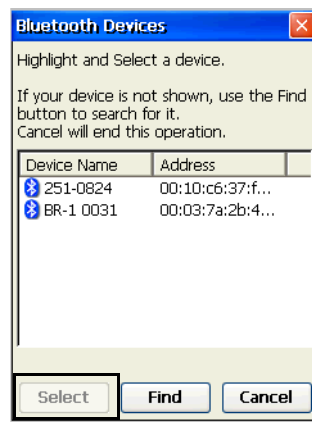 Bluetooth Devices
Highlight and Select a device.
If your device is not shown, use the Find
button to search for it.
Cancel will end this operation.
Device Name Address
251-0824 00:10:c6:37:f...
BR-1 0031 00:03:7a:2b:4...
Select Find Cancel